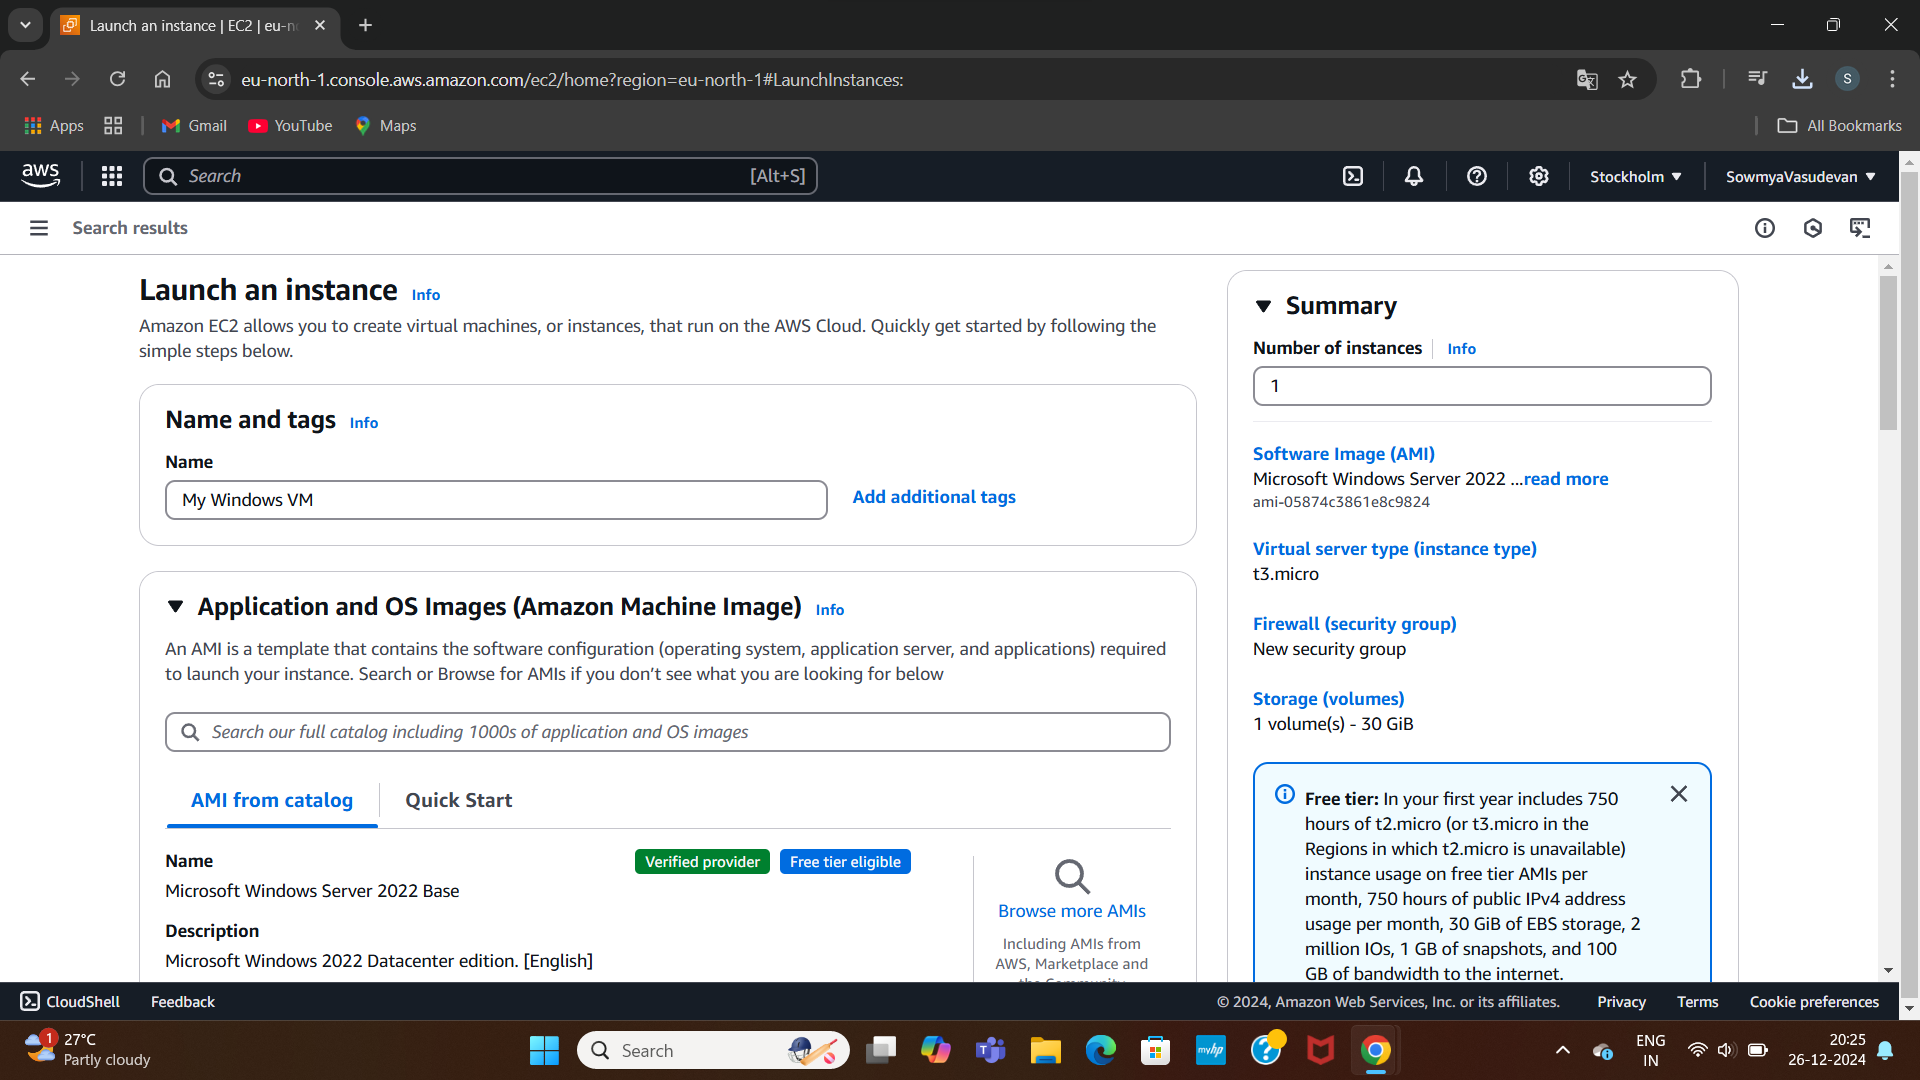 Launch an instance | EC2 | eu-n
eu-north-1.console.aws.amazon.com/ec2/home?region=eu-north-1#LaunchInstances:
S
Apps
Gmail
YouTube
Maps
All Bookmarks
aws
Search
[Alt+S]
Stockholm
SowmyaVasudevan
Search results
Launch an instance Info
Amazon EC2 allows you to create virtual machines, or instances, that run on the AWS Cloud. Quickly get started by following the
simple steps below.
Name and tags Info
Name
My Windows VM
Add additional tags
Application and OS Images (Amazon Machine Image) Info
An AMI is a template that contains the software configuration (operating system, application server, and applications) required
to launch your instance. Search or Browse for AMIs if you don’t see what you are looking for below
Search our full catalog including 1000s of application and OS images
AMI from catalog
Quick Start
Name
Verified provider
Free tier eligible
Microsoft Windows Server 2022 Base
Description
Microsoft Windows 2022 Datacenter edition. [English]
Browse more AMIs
Including AMIs from
AWS, Marketplace and
the Community
Summary
Number of instances
Info
1
Software Image (AMI)
Microsoft Windows Server 2022 ...read more
ami-05874c3861e8c9824
Virtual server type (instance type)
t3.micro
Firewall (security group)
New security group
Storage (volumes)
1 volume(s) - 30 GiB
Free tier: In your first year includes 750
hours of t2.micro (or t3.micro in the
Regions in which t2.micro is unavailable)
instance usage on free tier AMIs per
month, 750 hours of public IPv4 address
usage per month, 30 GiB of EBS storage, 2
million IOs, 1 GB of snapshots, and 100
GB of bandwidth to the internet.
CloudShell
Feedback
© 2024, Amazon Web Services, Inc. or its affiliates.
Privacy
Terms
Cookie preferences
1
27°C
Partly cloudy
Search
myhp
ENG
IN
20:25
26-12-2024